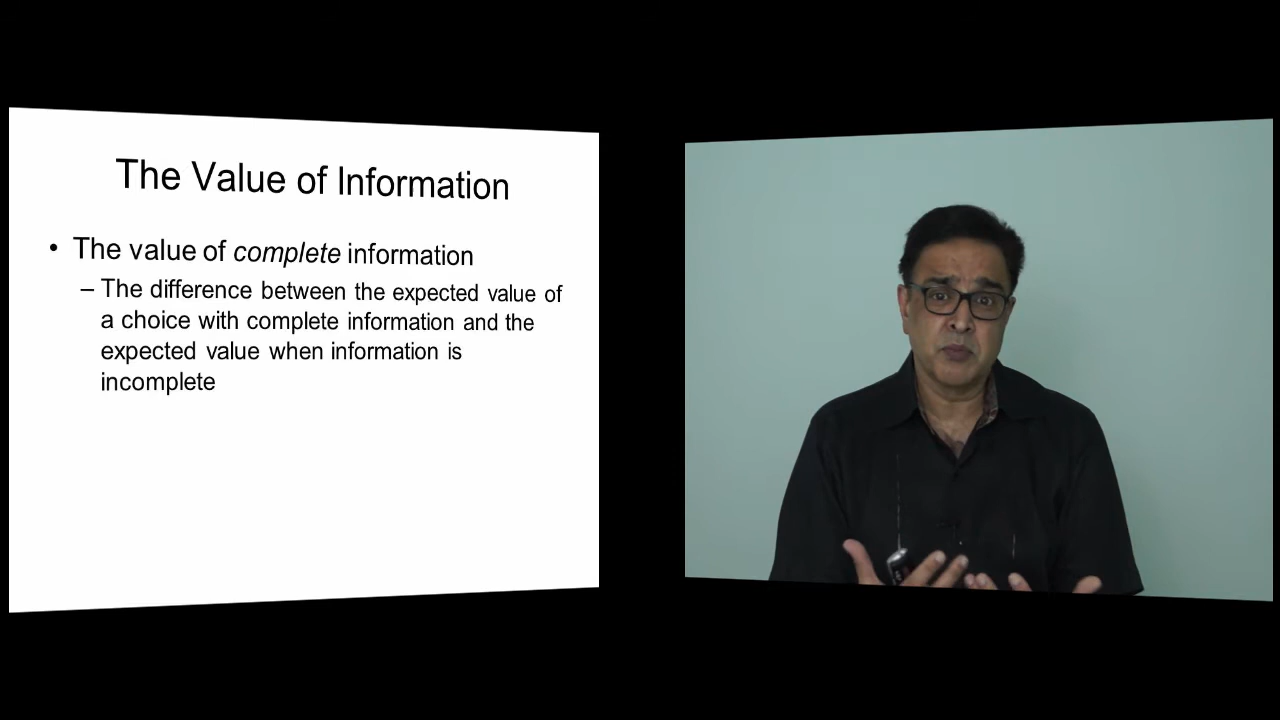 The Value of Information
• The value of complete information
– The difference between the expected value of
a choice with complete information and the
expected value when information is
incomplete